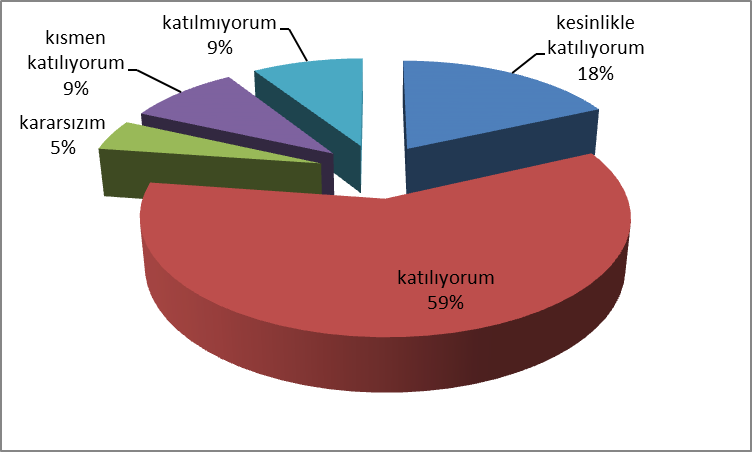 kesinlikle
katılıyorum
18%
katılıyorum
59%
kararsızım
5%
kısmen
katılıyorum
9%
katılmıyorum
9%